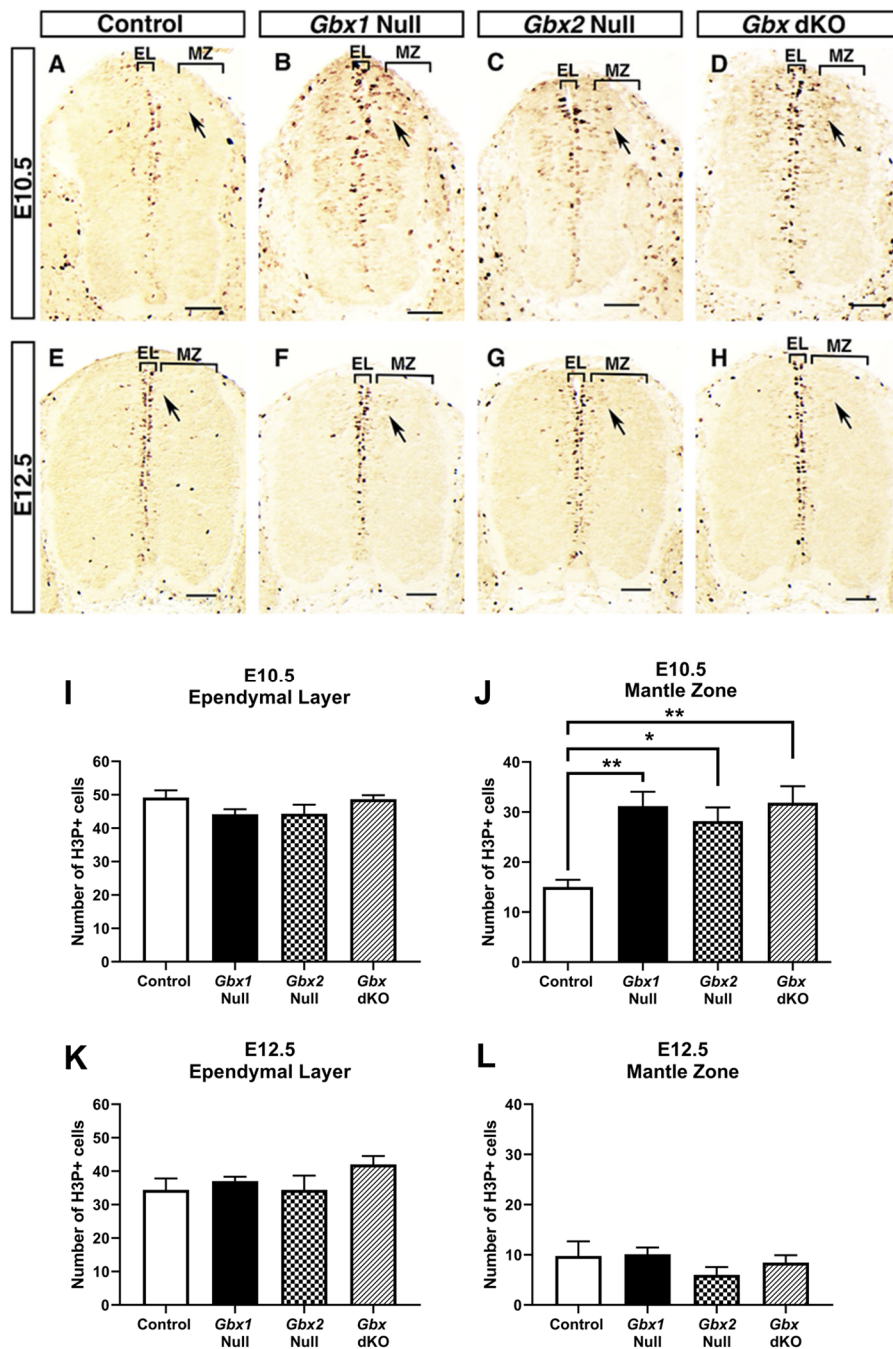 Control Gbx1 Null Gbx2 Null Gbx dKO
E10.5
A EL MZ B EL MZ C EL MZ D EL MZ
E12.5
E EL MZ F EL MZ G EL MZ H EL MZ
I
E10.5
Ependymal Layer
Number of H3P+ cells
60
50
40
30
20
10
0
Control Gbx1 Gbx2 Gbx
Null Null dKO
J
E10.5
Mantle Zone
**
*
**
Number of H3P+ cells
40
30
20
10
0
Control Gbx1 Gbx2 Gbx
Null Null dKO
K
E12.5
Ependymal Layer
Number of H3P+ cells
60
50
40
30
20
10
0
Control Gbx1 Gbx2 Gbx
Null Null dKO
L
E12.5
Mantle Zone
Number of H3P+ cells
40
30
20
10
0
Control Gbx1 Gbx2 Gbx
Null Null dKO